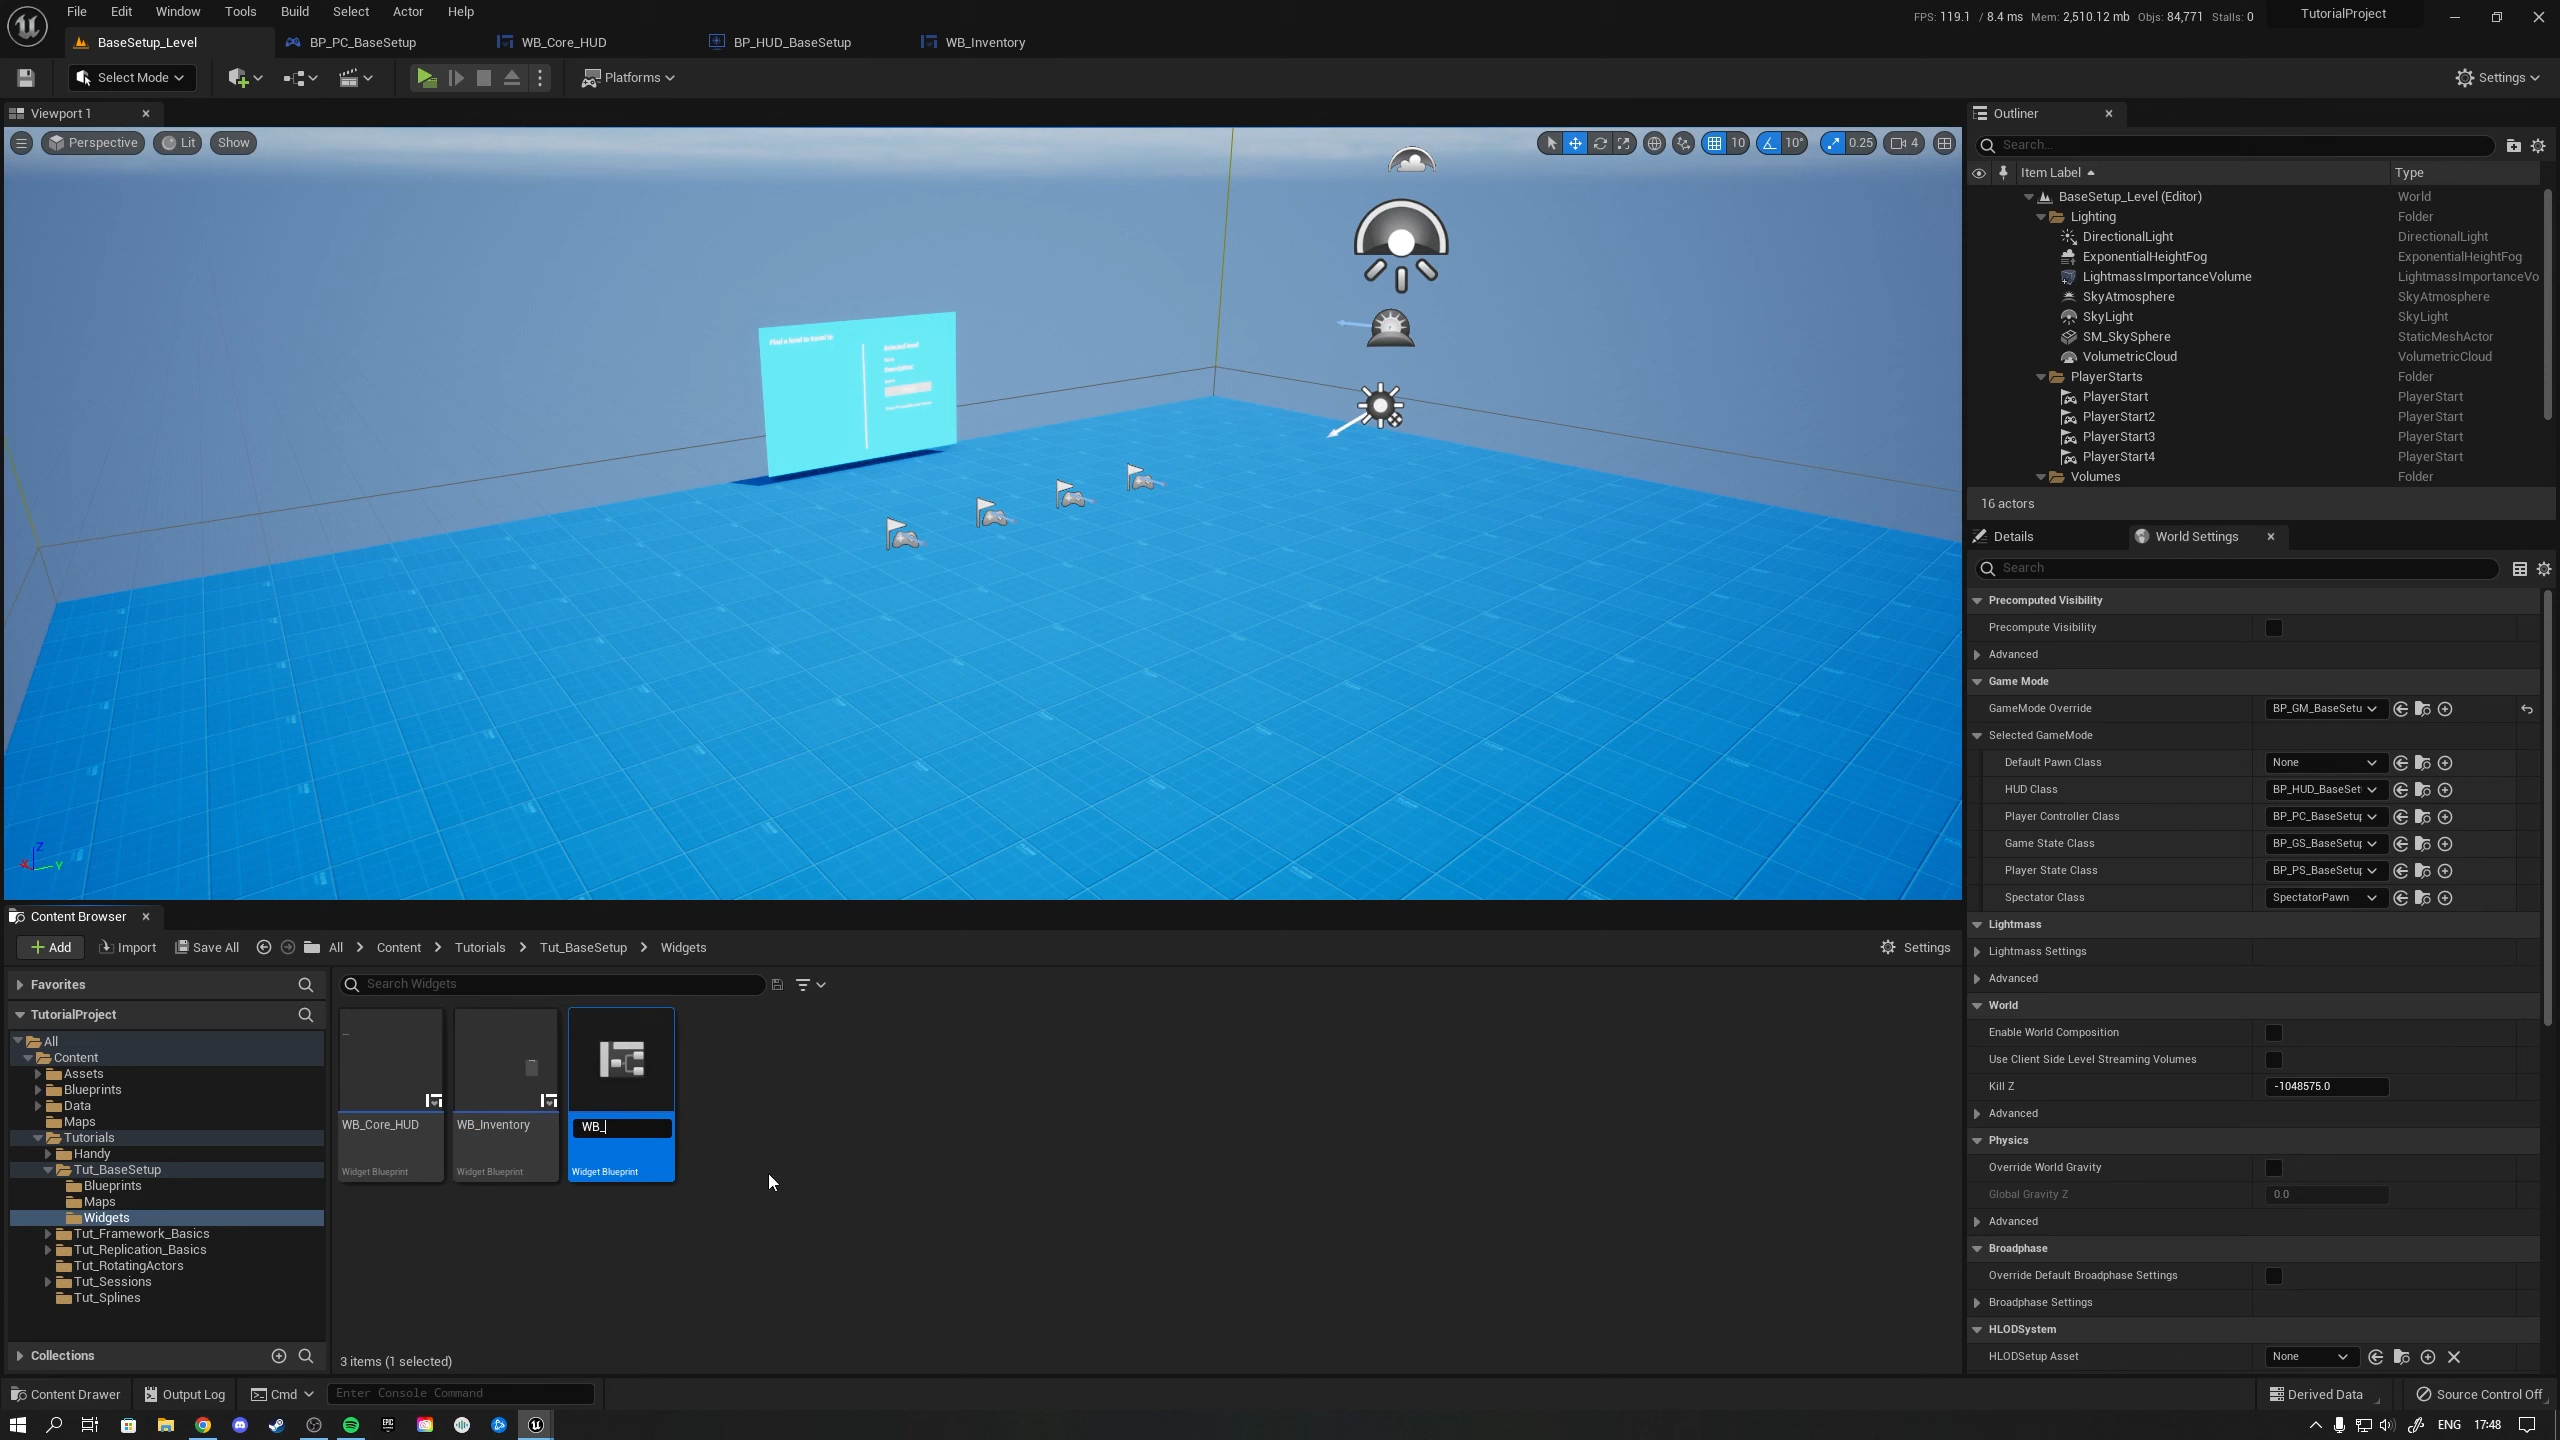 File Edit Window Tools Build Select Actor Help
FPS: 119.1 / 8.4 ms Mem: 2,510.12 mb Objs: 84,771 Stalls: 0 TutorialProject
BaseSetup_Level BP_PC_BaseSetup WB_Core_HUD BP_HUD_BaseSetup WB_Inventory
Select Mode Platforms Settings
Viewport 1
Perspective Lit Show 10 10° 0.25 4
Find a level to travel to
Selected level
Description
Z
X Y
Outliner
Search...
Item Label Type
BaseSetup_Level (Editor) World
Lighting Folder
DirectionalLight DirectionalLight
ExponentialHeightFog ExponentialHeightFog
LightmassImportanceVolume LightmassImportanceVo
SkyAtmosphere SkyAtmosphere
SkyLight SkyLight
SM_SkySphere StaticMeshActor
VolumetricCloud VolumetricCloud
PlayerStarts Folder
PlayerStart PlayerStart
PlayerStart2 PlayerStart
PlayerStart3 PlayerStart
PlayerStart4 PlayerStart
Volumes Folder
16 actors
Details World Settings
Search
Precomputed Visibility
Precompute Visibility
Advanced
Game Mode
GameMode Override BP_GM_BaseSetu
Selected GameMode
Default Pawn Class None
HUD Class BP_HUD_BaseSet
Player Controller Class BP_PC_BaseSetup
Game State Class BP_GS_BaseSetup
Player State Class BP_PS_BaseSetup
Spectator Class SpectatorPawn
Lightmass
Lightmass Settings
Advanced
World
Enable World Composition
Use Client Side Level Streaming Volumes
Kill Z -1048575.0
Advanced
Physics
Override World Gravity
Global Gravity Z 0.0
Advanced
Broadphase
Override Default Broadphase Settings
Broadphase Settings
HLODSystem
HLODSetup Asset None
Content Browser
Add Import Save All All Content Tutorials Tut_BaseSetup Widgets Settings
Favorites
TutorialProject
All
Content
Assets
Blueprints
Data
Maps
Tutorials
Handy
Tut_BaseSetup
Blueprints
Maps
Widgets
Tut_Framework_Basics
Tut_Replication_Basics
Tut_RotatingActors
Tut_Sessions
Tut_Splines
Collections
Search Widgets
WB_Core_HUD WB_Inventory WB_
Widget Blueprint Widget Blueprint Widget Blueprint
3 items (1 selected)
Content Drawer Output Log Cmd Enter Console Command Derived Data Source Control Off
EPIC ENG 17:48